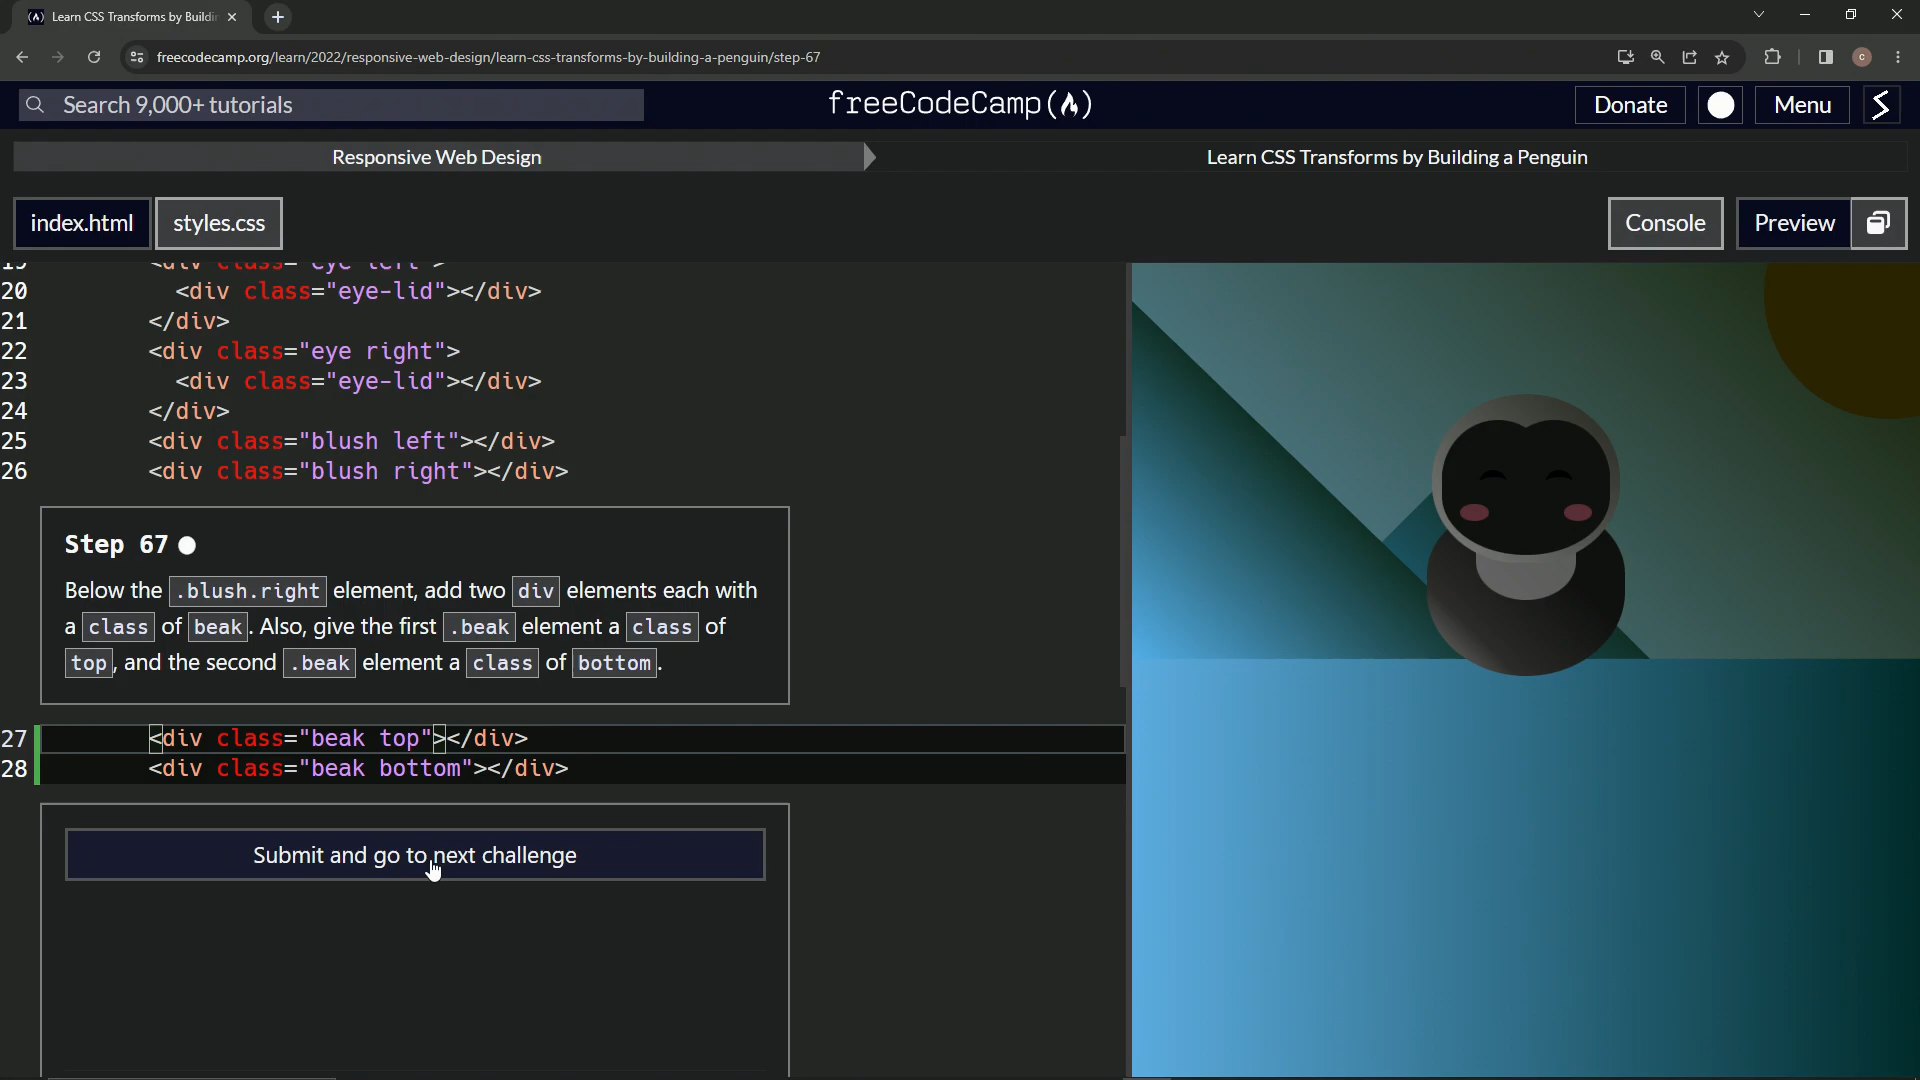 Learn CSS Transforms by Buildin
freecodecamp.org/learn/2022/responsive-web-design/learn-css-transforms-by-building-a-penguin/step-67
C
Search 9,000+ tutorials
freeCodeCamp
Donate
Menu
Responsive Web Design
Learn CSS Transforms by Building a Penguin
index.html
styles.css
Console
Preview
19 <div class="eye left">
20 <div class="eye-lid"></div>
21 </div>
22 <div class="eye right">
23 <div class="eye-lid"></div>
24 </div>
25 <div class="blush left"></div>
26 <div class="blush right"></div>
Step 67
Below the .blush.right element, add two div elements each with
a class of beak. Also, give the first .beak element a class of
top, and the second .beak element a class of bottom.
27 <div class="beak top"></div>
28 <div class="beak bottom"></div>
Submit and go to next challenge